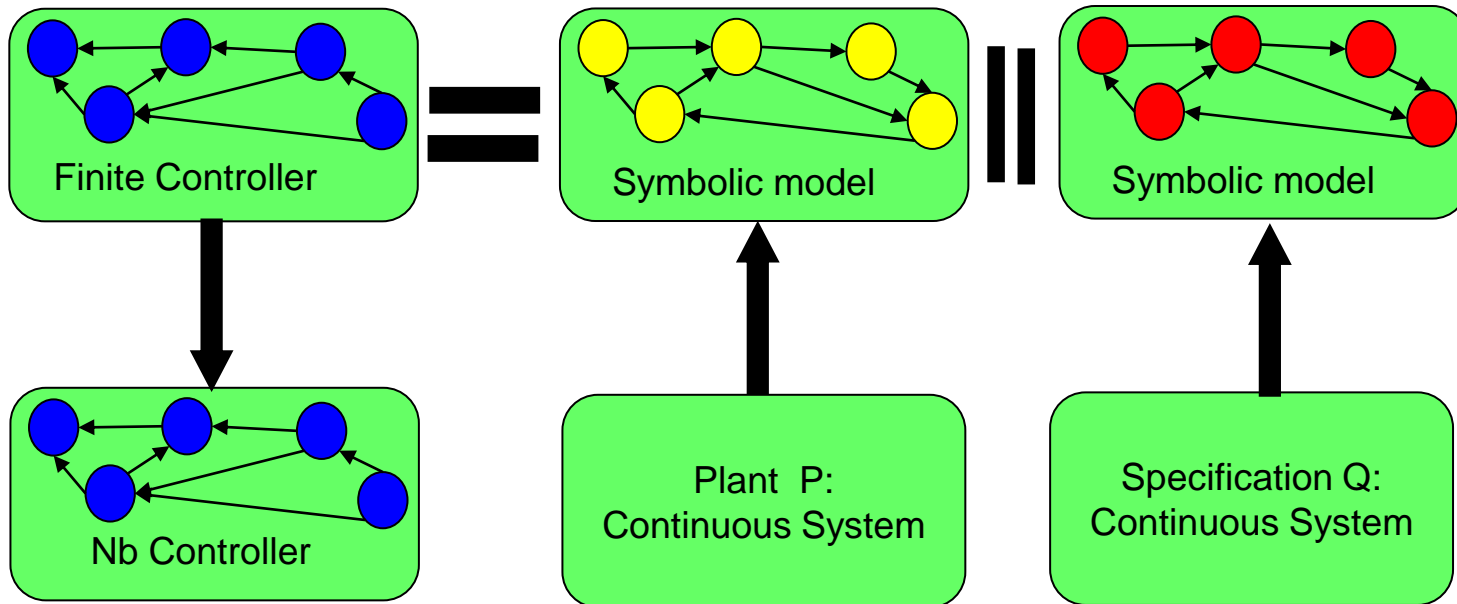 Finite Controller
Symbolic model
Symbolic model
Nb Controller
Plant P:
Continuous System
Specification Q:
Continuous System